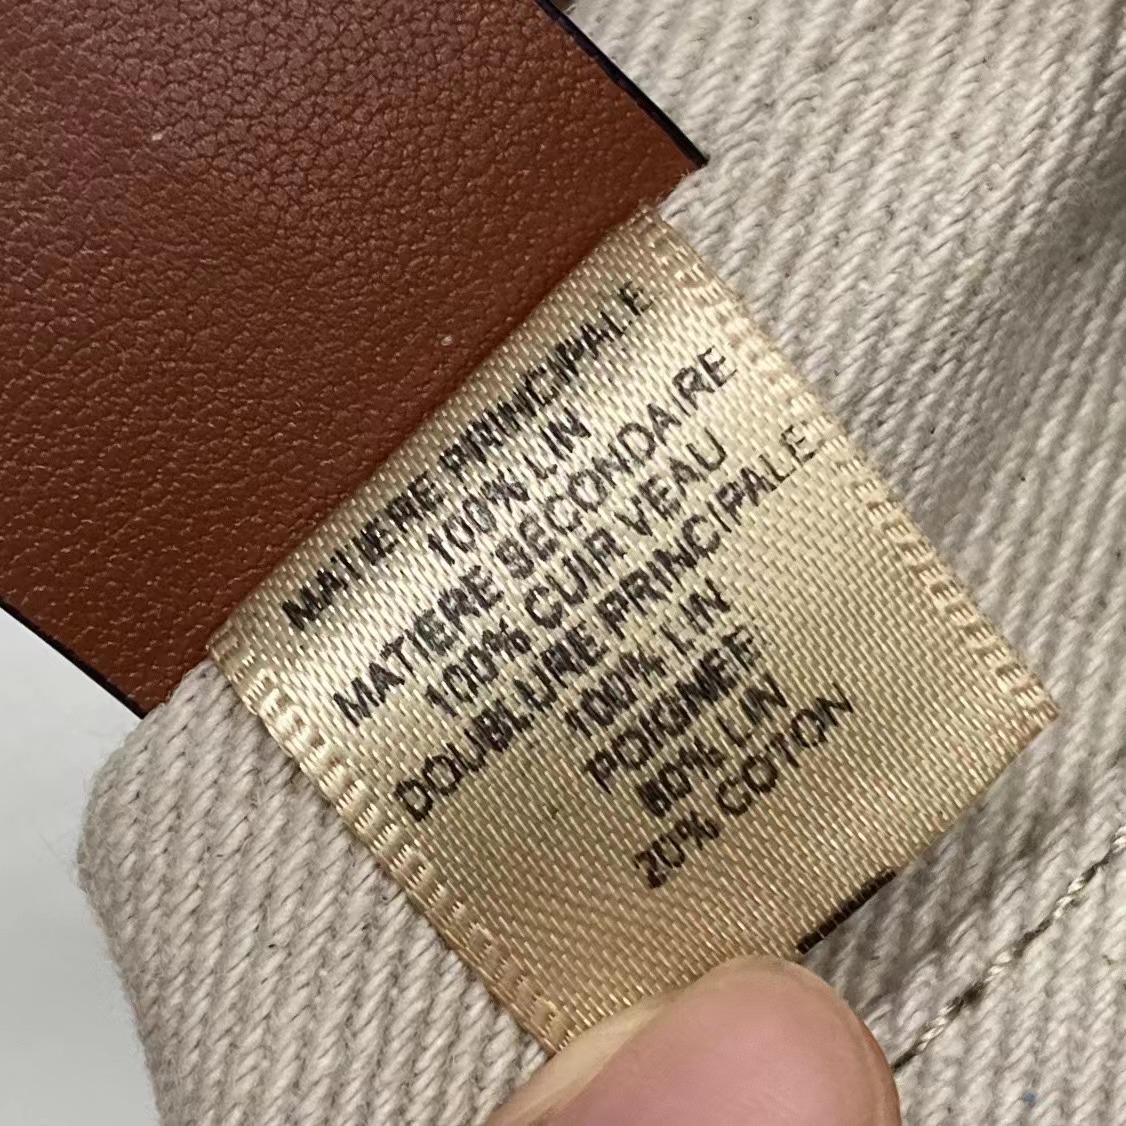 MATIERE PRINCIPALE
100% LIN
MATIERE SECONDAIRE
100% CUIR VEAU
DOUBLURE PRINCIPALE
100% LIN
POIGNEE
80% LIN
20% COTON